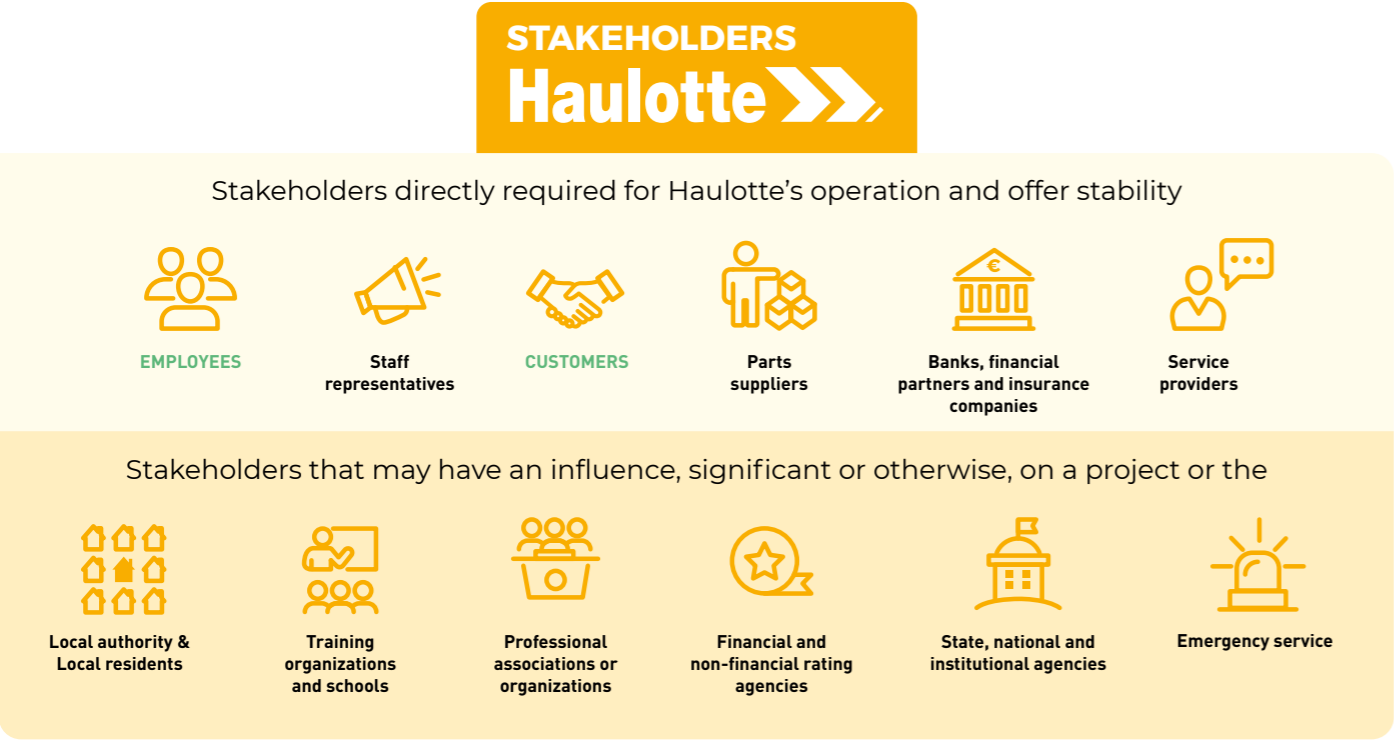 STAKEHOLDERS
Haulotte
Stakeholders directly required for Haulotte’s operation and offer stability
€
EMPLOYEES
Staff
representatives
CUSTOMERS
Parts
suppliers
Banks, financial
partners and insurance
companies
Service
providers
Stakeholders that may have an influence, significant or otherwise, on a project or the
Local authority &
Local residents
Training
organizations
and schools
Professional
associations or
organizations
Financial and
non-financial rating
agencies
State, national and
institutional agencies
Emergency service